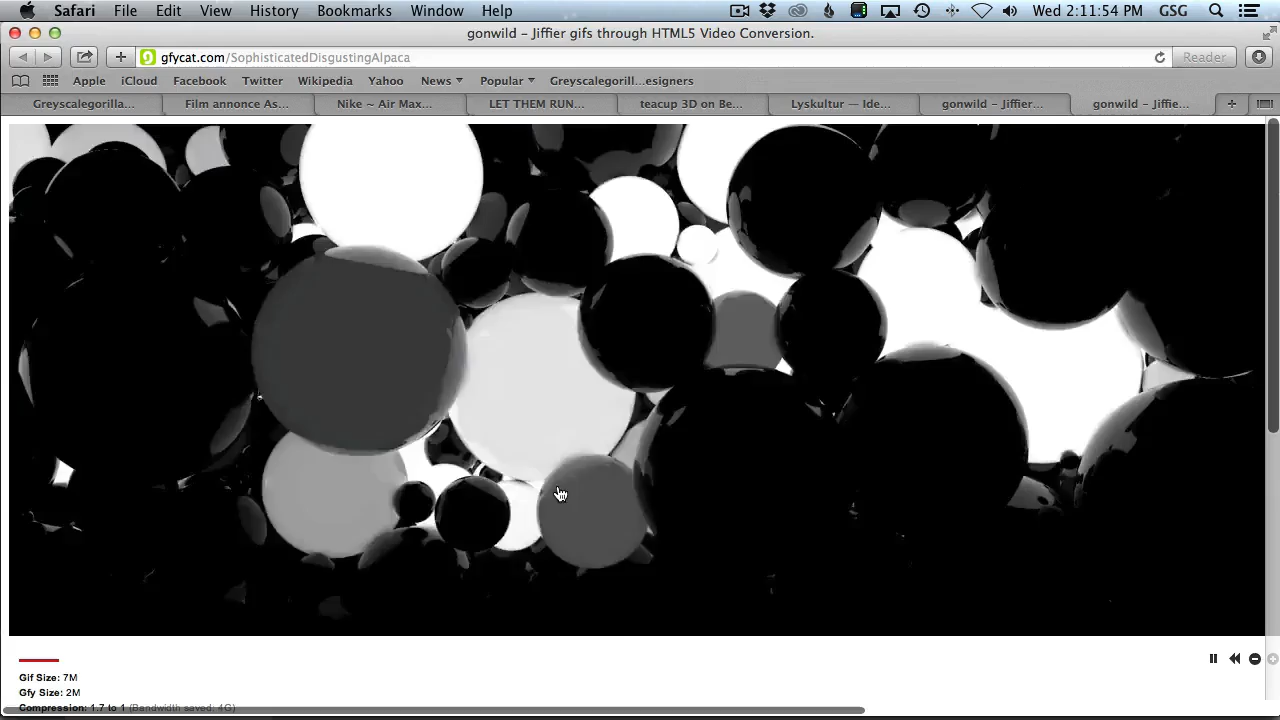 Safari File Edit View History Bookmarks Window Help Wed 2:11:54 PM GSG
gonwild – Jiffier gifs through HTML5 Video Conversion.
gfycat.com/SophisticatedDisgustingAlpaca Reader
Apple iCloud Facebook Twitter Wikipedia Yahoo News Popular Greyscalegorill...esigners
Greyscalegorilla... Film annonce As... Nike ~ Air Max... LET THEM RUN... teacup 3D on Be... Lyskultur — Ide... gonwild – Jiffier... gonwild – Jiffie...
Gif Size: 7M
Gfy Size: 2M
Compression: 1.7 to 1 (Bandwidth saved: 4G)